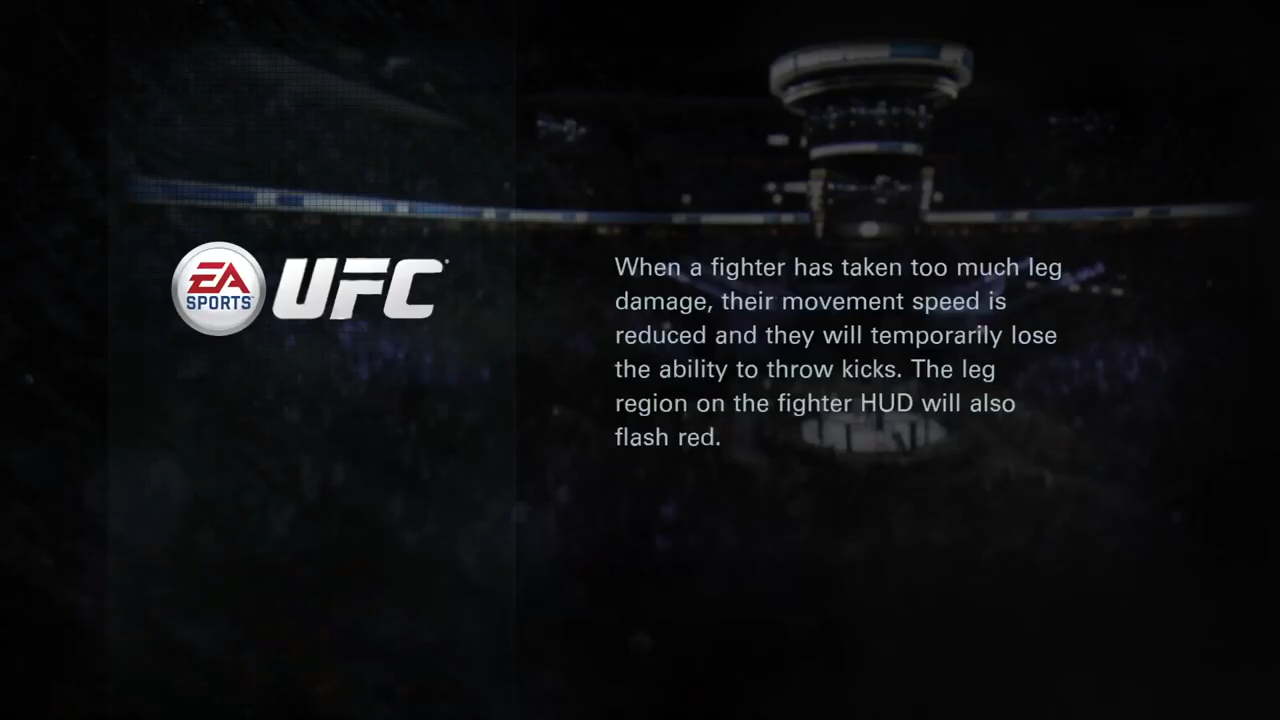 EA
SPORTS
UFC
When a fighter has taken too much leg
damage, their movement speed is
reduced and they will temporarily lose
the ability to throw kicks. The leg
region on the fighter HUD will also
flash red.